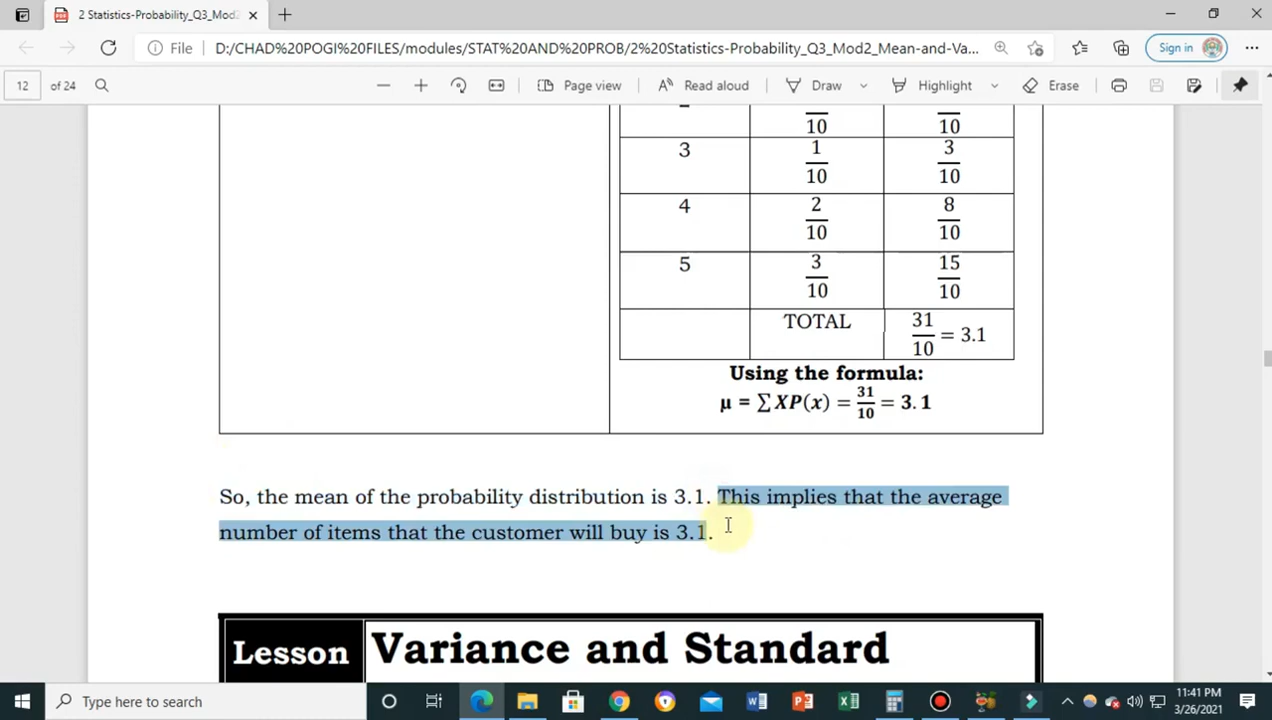 2 Statistics-Probability_Q3_Mod2
File D:/CHAD%20POGI%20FILES/modules/STAT%20AND%20PROB/2%20Statistics-Probability_Q3_Mod2_Mean-and-Va... Sign in
12 of 24 Page view Read aloud Draw Highlight Erase
10 10
3 1/10 3/10
4 2/10 8/10
5 3/10 15/10
TOTAL 31/10 = 3.1
Using the formula:
µ = ∑ XP(x) = 31/10 = 3.1
So, the mean of the probability distribution is 3.1. This implies that the average
number of items that the customer will buy is 3.1.
Lesson Variance and Standard
Type here to search
11:41 PM
3/26/2021